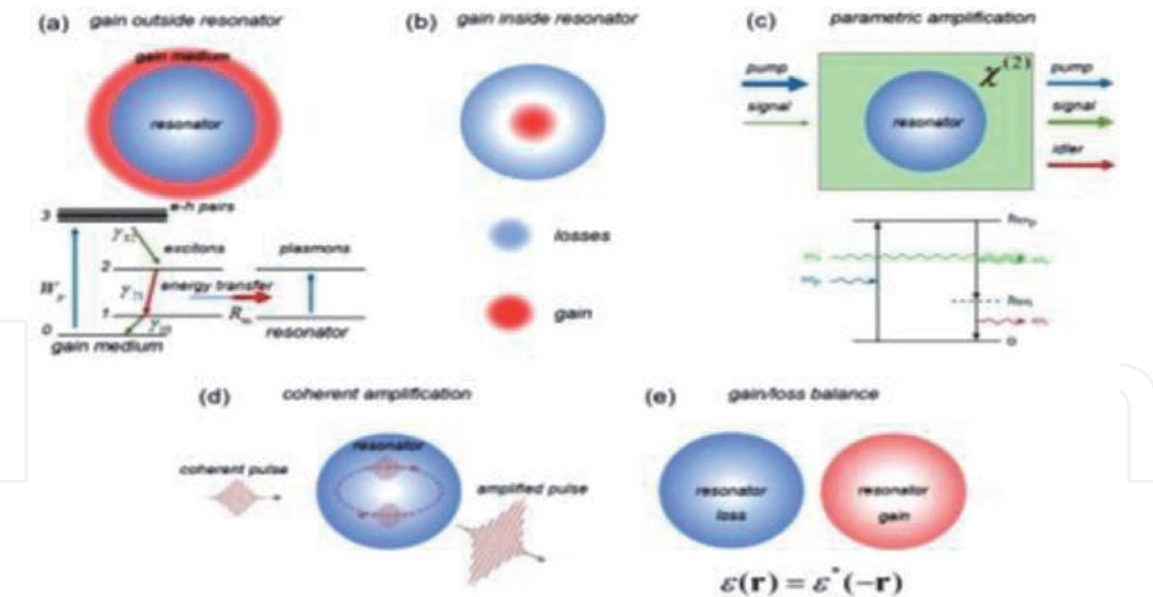 (a) gain outside resonator
gain medium
resonator
3
e-h pairs
γ₃₂
excitons
plasmons
2
γ₂₁
energy transfer
1
0
gain medium
resonator
(b) gain inside resonator
losses
gain
(c) parametric amplification
pump
signal
χ⁽²⁾
resonator
pump
signal
idler
0
(d) coherent amplification
coherent pulse
resonator
amplified pulse
(e) gain/loss balance
resonator
loss
resonator
gain
ε(r) = ε*(−r)